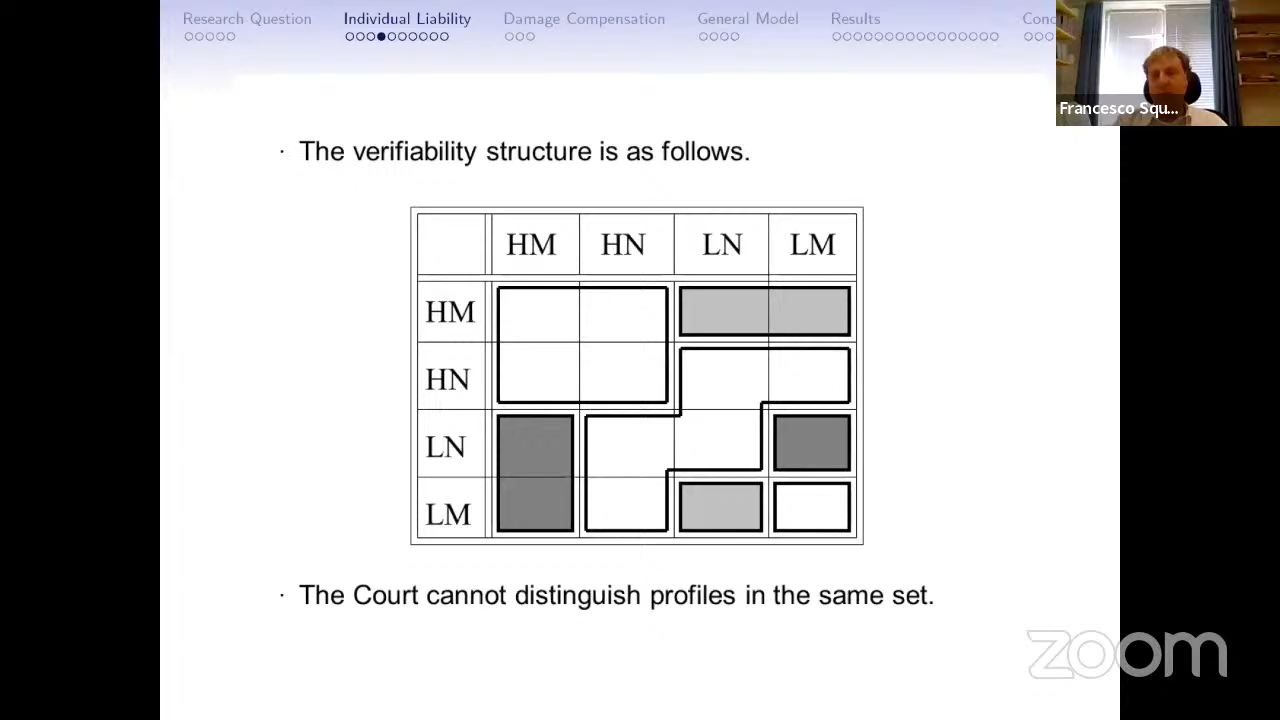 Research Question Individual Liability Damage Compensation General Model Results
Francesco Squ...
· The verifiability structure is as follows.
HM HN LN LM
HM
HN
LN
LM
· The Court cannot distinguish profiles in the same set.
zoom